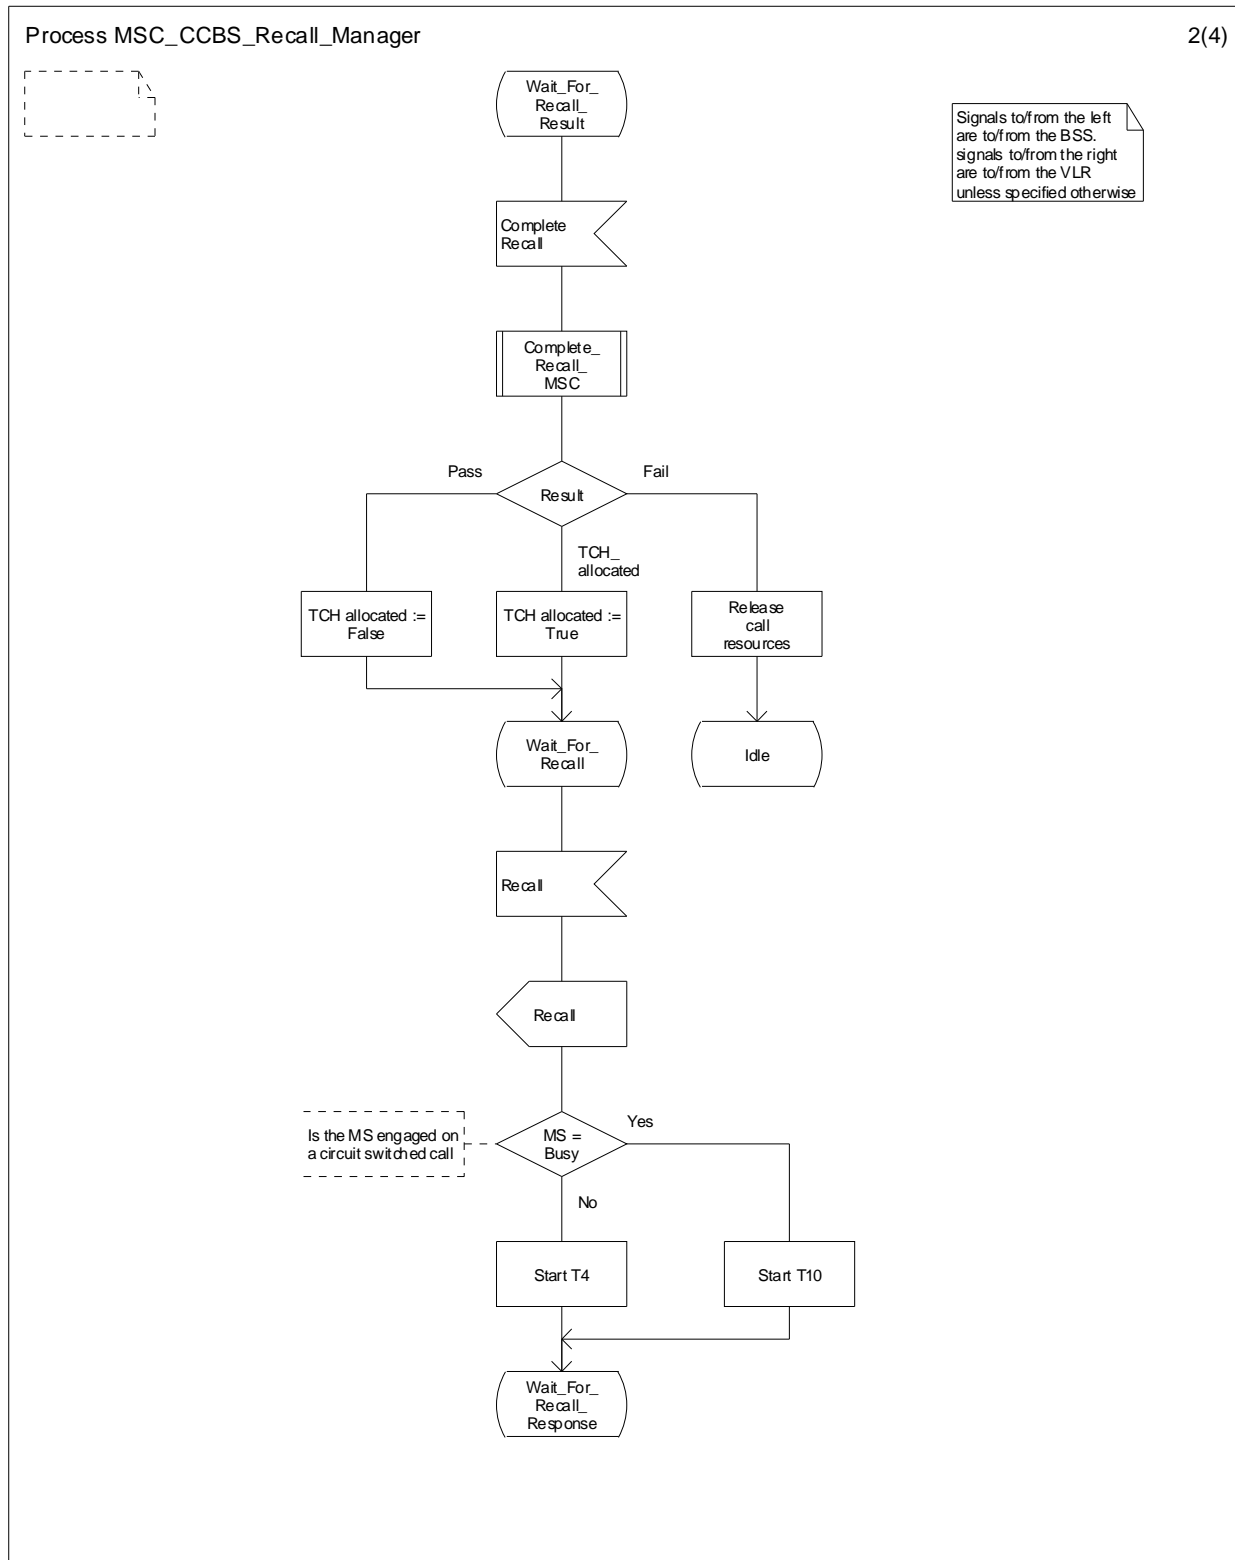 Process MSC_CCBS_Recall_Manager
2(4)
Wait_For_
Recall_
Result
Signals to/from the left
are to/from the BSS.
signals to/from the right
are to/from the VLR
unless specified otherwise
Complete
Recall
Complete_
Recall_
MSC
Pass
Result
Fail
TCH_
allocated
TCH allocated :=
False
TCH allocated :=
True
Release
call
resources
Wait_For_
Recall
Idle
Recall
Recall
Is the MS engaged on
a circuit switched call
MS =
Busy
Yes
No
Start T4
Start T10
Wait_For_
Recall_
Response